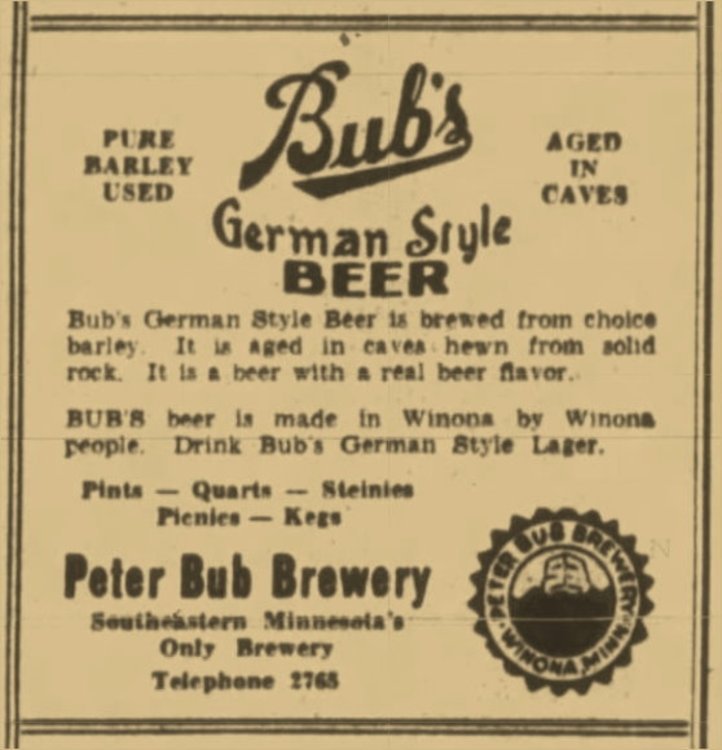 PURE
BARLEY
USED
Bub's
AGED
IN
CAVES
German Style
BEER
Bub's German Style Beer is brewed from choice
barley. It is aged in caves hewn from solid
rock. It is a beer with a real beer flavor.
BUB'S beer is made in Winona by Winona
people. Drink Bub's German Style Lager.
Pints — Quarts — Steinies
Picnics — Kegs
Peter Bub Brewery
Southeastern Minnesota's
Only Brewery
Telephone 2765
PETER BUB BREWERY
WINONA, MINN.